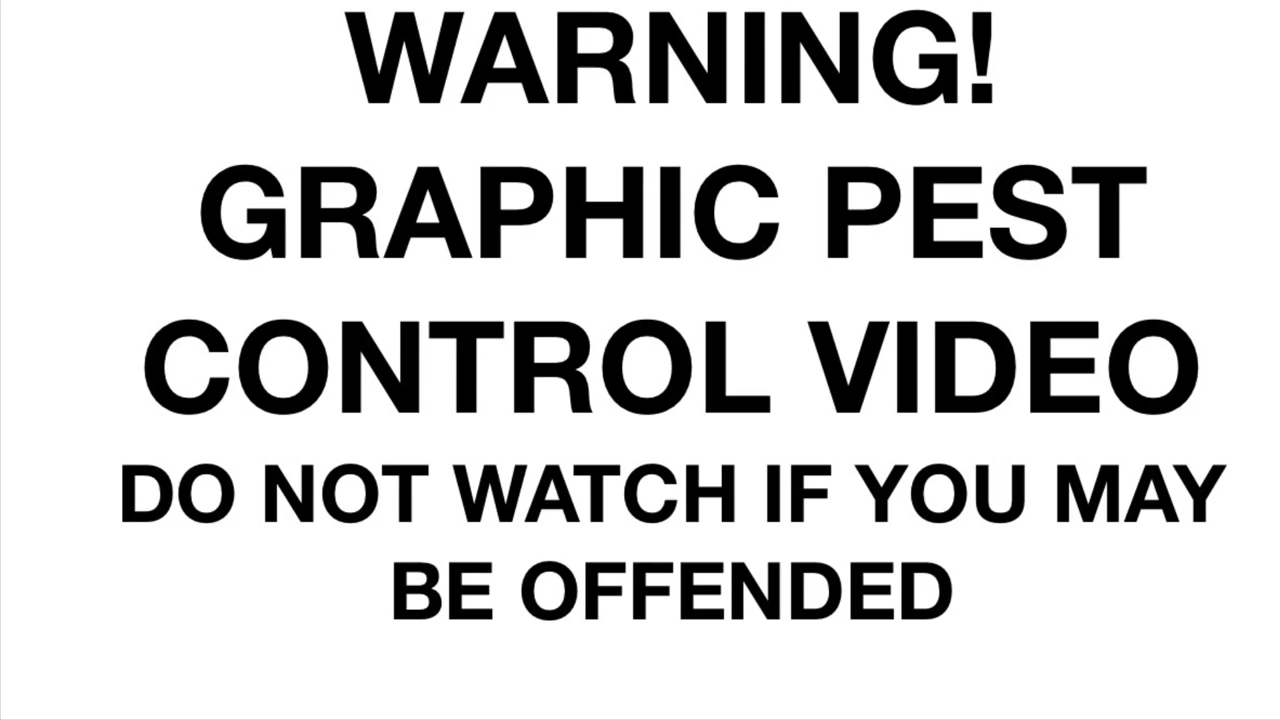 WARNING!
GRAPHIC PEST
CONTROL VIDEO
DO NOT WATCH IF YOU MAY
BE OFFENDED